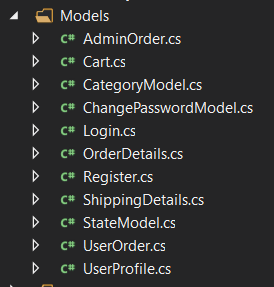 Models
C# AdminOrder.cs
C# Cart.cs
C# CategoryModel.cs
C# ChangePasswordModel.cs
C# Login.cs
C# OrderDetails.cs
C# Register.cs
C# ShippingDetails.cs
C# StateModel.cs
C# UserOrder.cs
C# UserProfile.cs